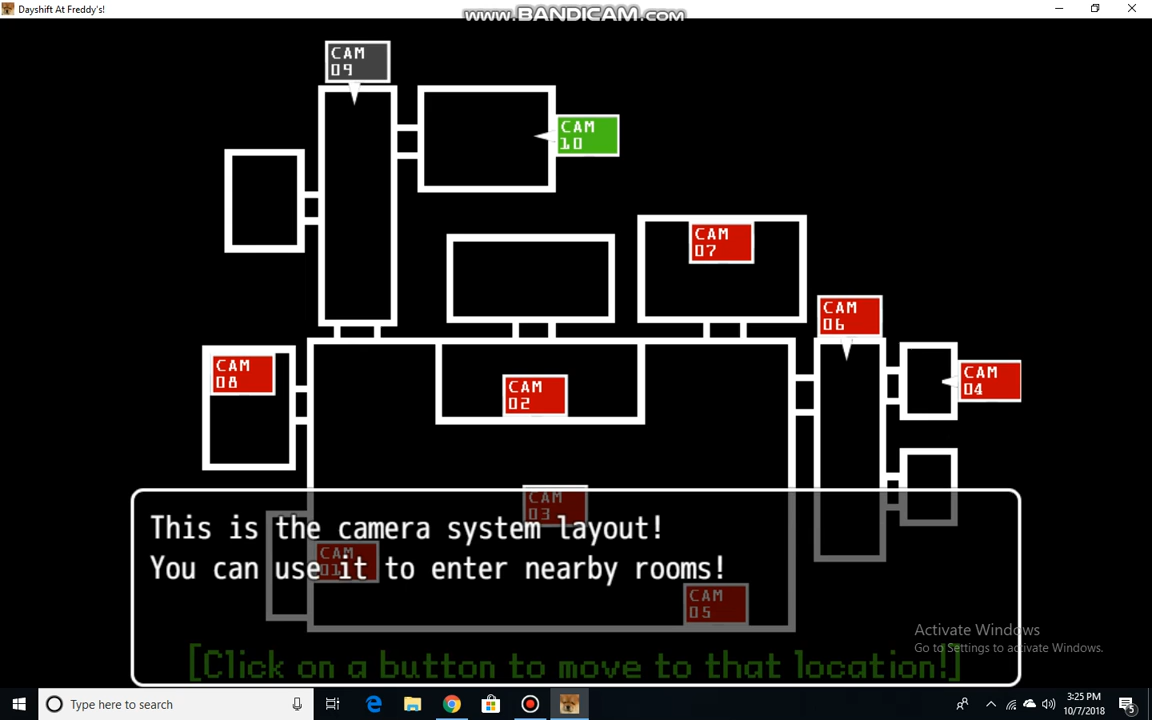 Dayshift At Freddy's!
www.BANDICAM.com
CAM
09
CAM
10
CAM
07
CAM
06
CAM
08
CAM
04
CAM
02
CAM
03
This is the camera system layout!
CAM
01
You can use it to enter nearby rooms!
CAM
05
Activate Windows
Go to Settings to activate Windows.
[Click on a button to move to that location!]
Type here to search
3:25 PM
10/7/2018
5